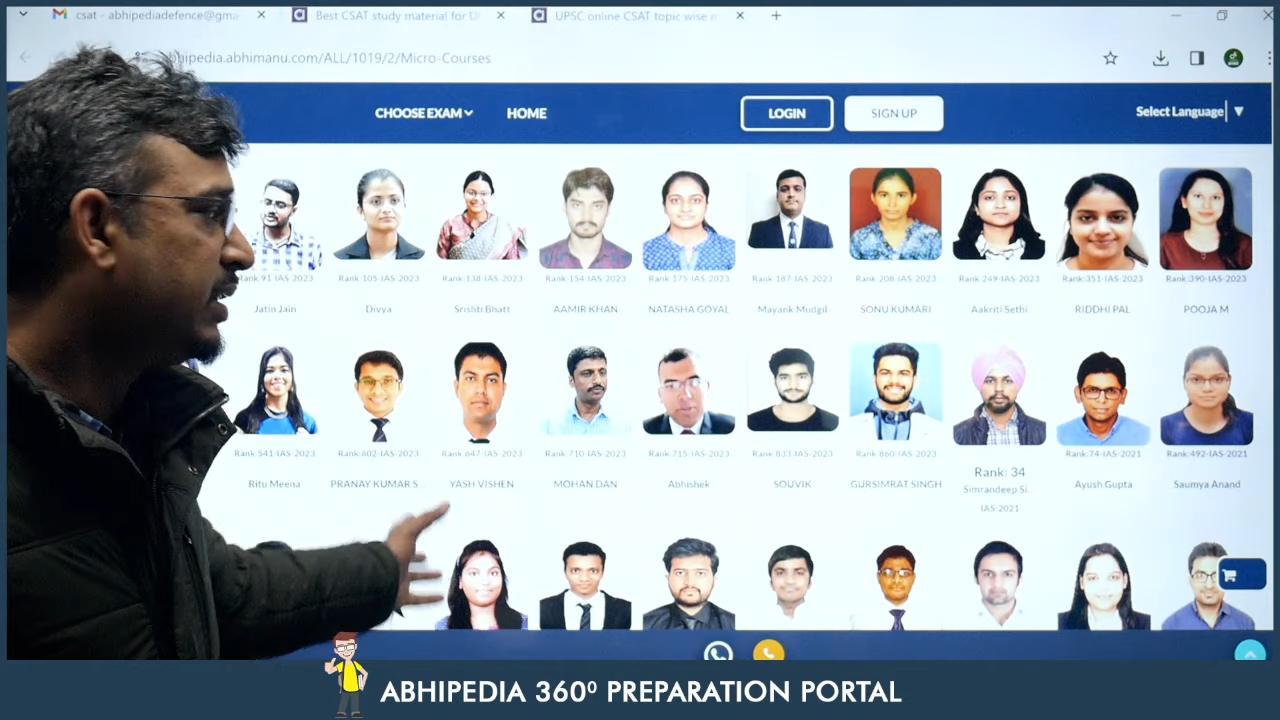 csat - abhipediadefence@gma
Best CSAT study material for U
UPSC online CSAT topic wise m
bhipedia.abhimanu.com/ALL/1019/2/Micro-Courses
CHOOSE EXAM
HOME
LOGIN
SIGN UP
Select Language
Rank:91-IAS-2023
Rank:105-IAS-2023
Rank:138-IAS-2023
Rank:154-IAS-2023
Rank:175-IAS-2023
Rank:187-IAS-2023
Rank:208-IAS-2023
Rank:249-IAS-2023
Rank:351-IAS-2023
Rank:390-IAS-2023
Jatin Jain
Divya
Srishti Bhatt
AAMIR KHAN
NATASHA GOYAL
Mayank Mudgil
SONU KUMARI
Aakriti Sethi
RIDDHI PAL
POOJA M
Rank:541-IAS-2023
Rank:602-IAS-2023
Rank:647-IAS-2023
Rank:710-IAS-2023
Rank:715-IAS-2023
Rank:833-IAS-2023
Rank:860-IAS-2023
Rank: 34
Rank:74-IAS-2021
Rank:492-IAS-2021
Ritu Meena
PRANAY KUMAR S...
YASH VISHEN
MOHAN DAN
Abhishek
SOUVIK
GURSIMRAT SINGH
Simrandeep Si..
IAS-2021
Ayush Gupta
Saumya Anand
ABHIPEDIA 360⁰ PREPARATION PORTAL